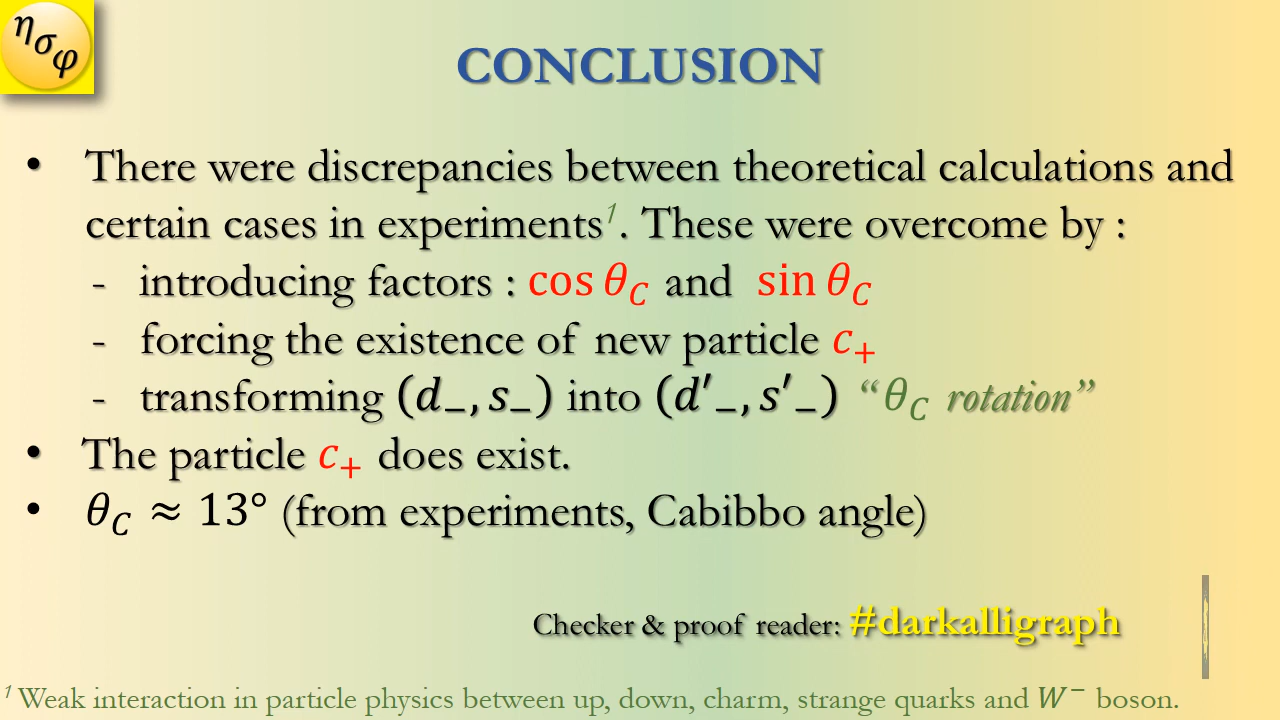 η σ φ
CONCLUSION
• There were discrepancies between theoretical calculations and
certain cases in experiments¹. These were overcome by :
- introducing factors : cos θ_C and sin θ_C
- forcing the existence of new particle c₊
- transforming (d₋, s₋) into (d′₋, s′₋) “θ_C rotation”
• The particle c₊ does exist.
• θ_C ≈ 13° (from experiments, Cabibbo angle)
Checker & proof reader: #darkalligraph
¹ Weak interaction in particle physics between up, down, charm, strange quarks and W⁻ boson.